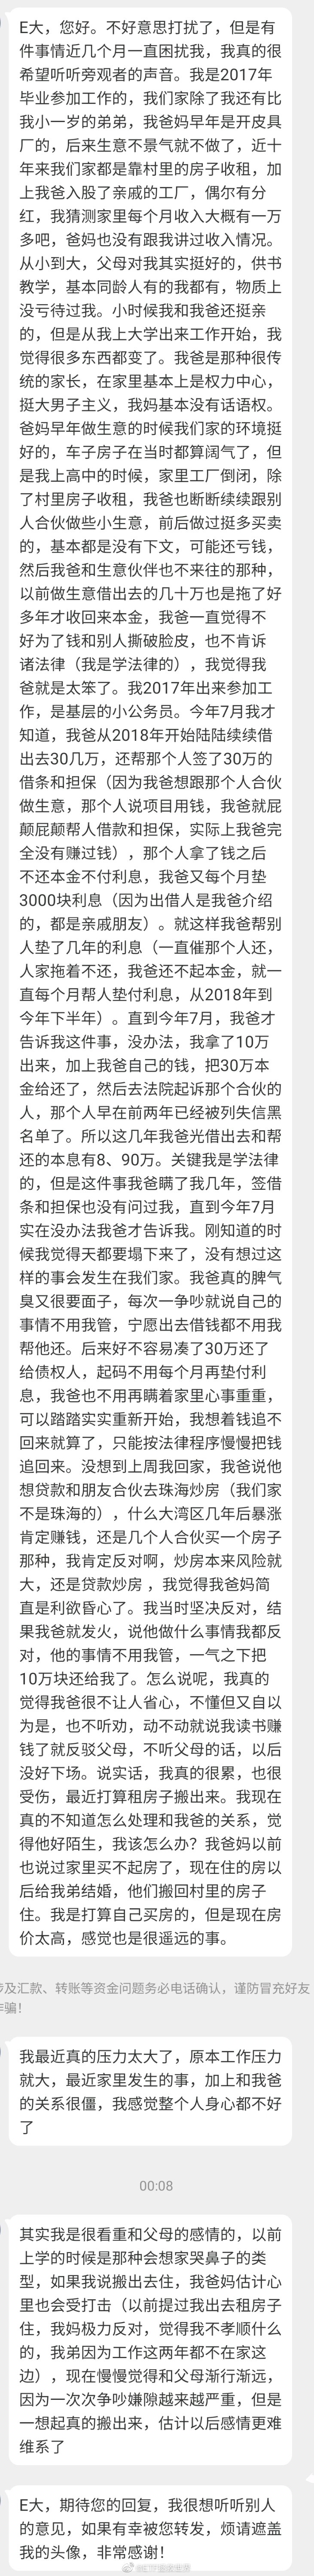 E大，您好。不好意思打扰了，但是有
件事情近几个月一直困扰我，我真的很
希望听听旁观者的声音。我是2017年
毕业参加工作的，我们家除了我还有比
我小一岁的弟弟，我爸妈早年是开皮具
厂的，后来生意不景气就不做了，近十
年来我们家都是靠村里的房子收租，加
上我爸入股了亲戚的工厂，偶尔有分
红，我猜测家里每个月收入大概有一万
多吧，爸妈也没有跟我讲过收入情况。
从小到大，父母对我其实挺好的，供书
教学，基本同龄人有的我都有，物质上
没亏待过我。小时候我和我爸还挺亲
的，但是从我上大学出来工作开始，我
觉得很多东西都变了。我爸是那种很传
统的家长，在家里基本上是权力中心，
挺大男子主义，我妈基本没有话语权。
爸妈早年做生意的时候我们家的环境挺
好的，车子房子在当时都算阔气了，但
是我上高中的时候，家里工厂倒闭，除
了村里房子收租，我爸也断断续续跟别
人合伙做些小生意，前后做过挺多买卖
的，基本都是没有下文，可能还亏钱，
然后我爸和生意伙伴也不来往的那种，
以前做生意借出去的几十万也是拖了好
多年才收回来本金，我爸一直觉得不
好为了钱和别人撕破脸皮，也不肯诉
诸法律（我是学法律的），我觉得我
爸就是太笨了。我2017年出来参加工
作，是基层的小公务员。今年7月我才
知道，我爸从2018年开始陆陆续续借
出去30几万，还帮那个人签了30万的
借条和担保（因为我爸想跟那个人合伙
做生意，那个人说项目用钱，我爸就屁
颠屁颠帮人借款和担保，实际上我爸完
全没有赚过钱），那个人拿了钱之后
不还本金不付利息，我爸又每个月垫
3000块利息（因为出借人是我爸介绍
的，都是亲戚朋友）。就这样我爸帮别
人垫了几年的利息（一直催那个人还，
人家拖着不还，我爸还不起本金，就一
直每个月帮人垫付利息，从2018年到
今年下半年）。直到今年7月，我爸才
告诉我这件事，没办法，我拿了10万
出来，加上我爸自己的钱，把30万本
金给还了，然后去法院起诉那个合伙的
人，那个人早在前两年已经被列失信黑
名单了。所以这几年我爸光借出去和帮
还的本息有8、90万。关键我是学法律
的，但是这件事我爸瞒了我几年，签借
条和担保也没有问过我，直到今年7月
实在没办法我爸才告诉我。刚知道的时
候我觉得天都要塌下来了，没有想过这
样的事会发生在我们家。我爸真的脾气
臭又很要面子，每次一争吵就说自己的
事情不用我管，宁愿出去借钱都不用我
帮他还。后来好不容易凑了30万还了
给债权人，起码不用每个月再垫付利
息，我爸也不用再瞒着家里心事重重，
可以踏踏实实重新开始，我想着钱追不
回来就算了，只能按法律程序慢慢把钱
追回来。没想到上周我回家，我爸说他
想贷款和朋友合伙去珠海炒房（我们家
不是珠海的），什么大湾区几年后暴涨
肯定赚钱，还是几个人合伙买一个房子
那种，我肯定反对啊，炒房本来风险就
大，还是贷款炒房 ，我觉得我爸妈简
直是利欲昏心了。我当时坚决反对，结
果我爸就发火，说他做什么事情我都反
对，他的事情不用我管，一气之下把
10万块还给我了。怎么说呢，我真的
觉得我爸很不让人省心，不懂但又自以
为是，也不听劝，动不动就说我读书赚
钱了就反驳父母，不听父母的话，以后
没好下场。说实话，我真的很累，也很
受伤，最近打算租房子搬出来。我现在
真的不知道怎么处理和我爸的关系，觉
得他好陌生，我该怎么办？我爸妈以前
也说过家里买不起房了，现在住的房以
后给我弟结婚，他们搬回村里的房子
住。我是打算自己买房的，但是现在房
价太高，感觉也是很遥远的事。
及汇款、转账等资金问题务必电话确认，谨防冒充好友
骗！
我最近真的压力太大了，原本工作压力
就大，最近家里发生的事，加上和我爸
的关系很僵，我感觉整个人身心都不好
了
00:08
其实我是很看重和父母的感情的，以前
上学的时候是那种会想家哭鼻子的类
型，如果我说搬出去住，我爸妈估计心
里也会受打击（以前提过我出去租房子
住，我妈极力反对，觉得我不孝顺什么
的，我弟因为工作这两年都不在家这
边），现在慢慢觉得和父母渐行渐远，
因为一次次争吵嫌隙越来越严重，但是
一想起真的搬出来，估计以后感情更难
维系了
E大，期待您的回复，我很想听听别人
的意见，如果有幸被您转发，烦请遮盖
我的头像，非常感谢！